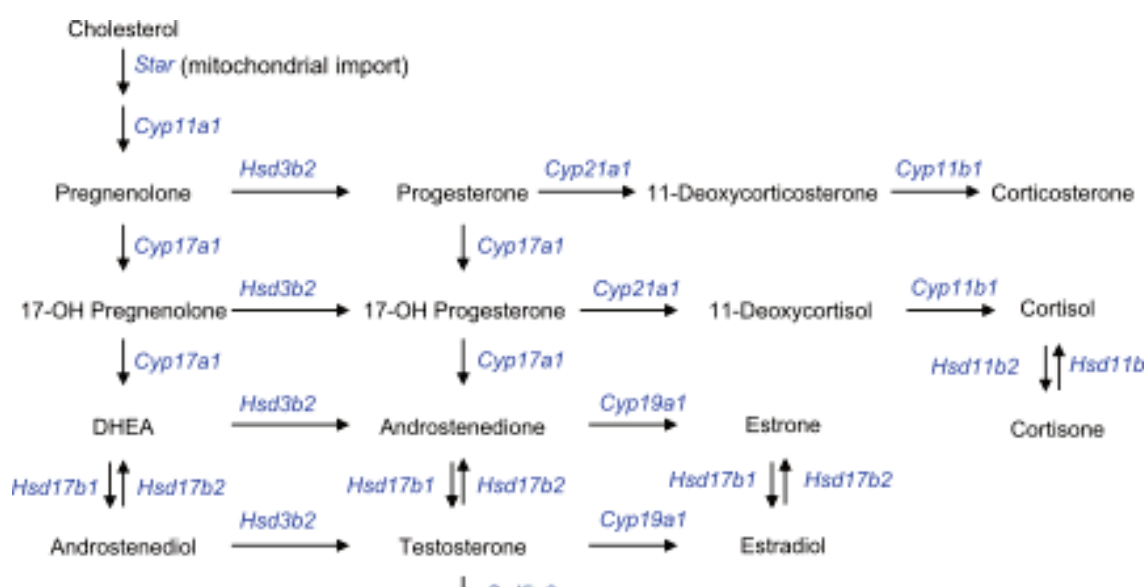 Cholesterol
Star (mitochondrial import)
Cyp11a1
Hsd3b2 Cyp21a1 Cyp11b1
Pregnenolone Progesterone 11-Deoxycorticosterone Corticosterone
Cyp17a1 Cyp17a1
Hsd3b2 Cyp21a1 Cyp11b1
17-OH Pregnenolone 17-OH Progesterone 11-Deoxycortisol Cortisol
Cyp17a1 Cyp17a1 Hsd11b2 Hsd11b
Hsd3b2 Cyp19a1
DHEA Androstenedione Estrone Cortisone
Hsd17b1 Hsd17b2 Hsd17b1 Hsd17b2 Hsd17b1 Hsd17b2
Hsd3b2 Cyp19a1
Androstenediol Testosterone Estradiol